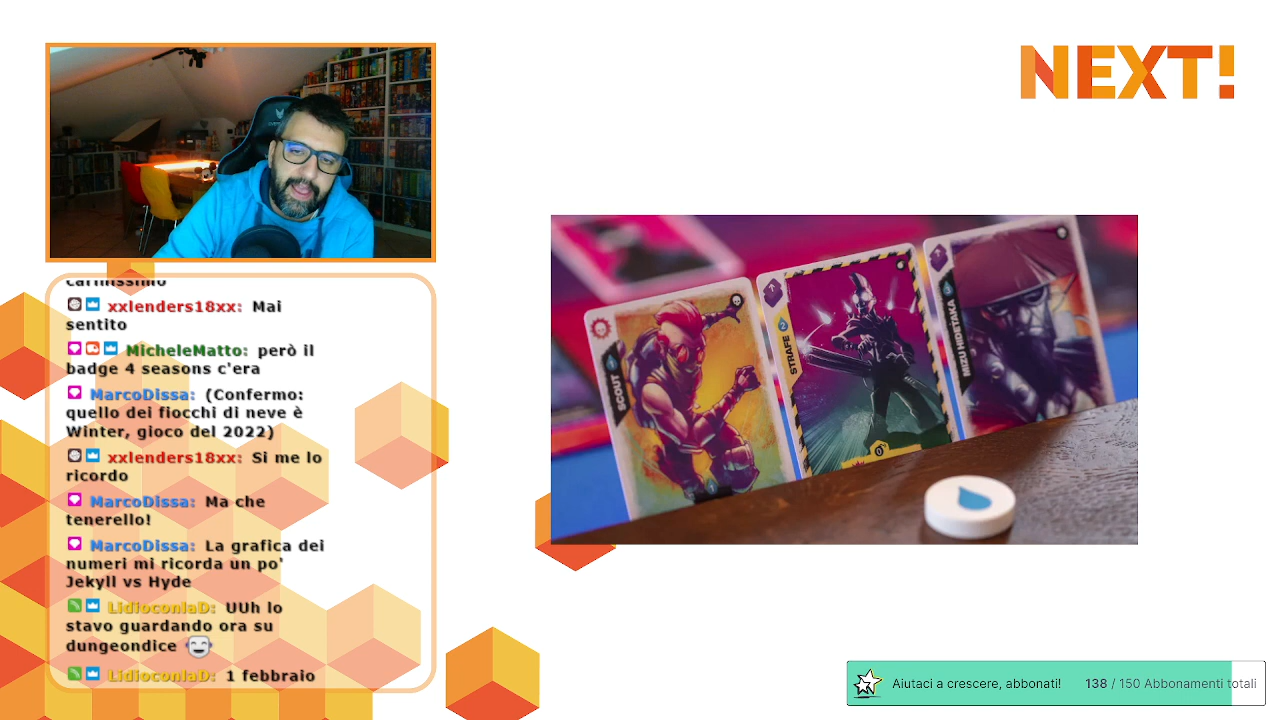 NEXT!
carinissimo
xxlenders18xx: Mai
sentito
MicheleMatto: però il
badge 4 seasons c'era
MarcoDissa: (Confermo:
quello dei fiocchi di neve è
Winter, gioco del 2022)
xxlenders18xx: Si me lo
ricordo
MarcoDissa: Ma che
tenerello!
MarcoDissa: La grafica dei
numeri mi ricorda un po'
Jekyll vs Hyde
LidioconlaD: UUh lo
stavo guardando ora su
dungeondice
LidioconlaD: 1 febbraio
SCOUT
2
STRAFE
0
MIZU HIDETAKA
Aiutaci a crescere, abbonati! 138 / 150 Abbonamenti totali